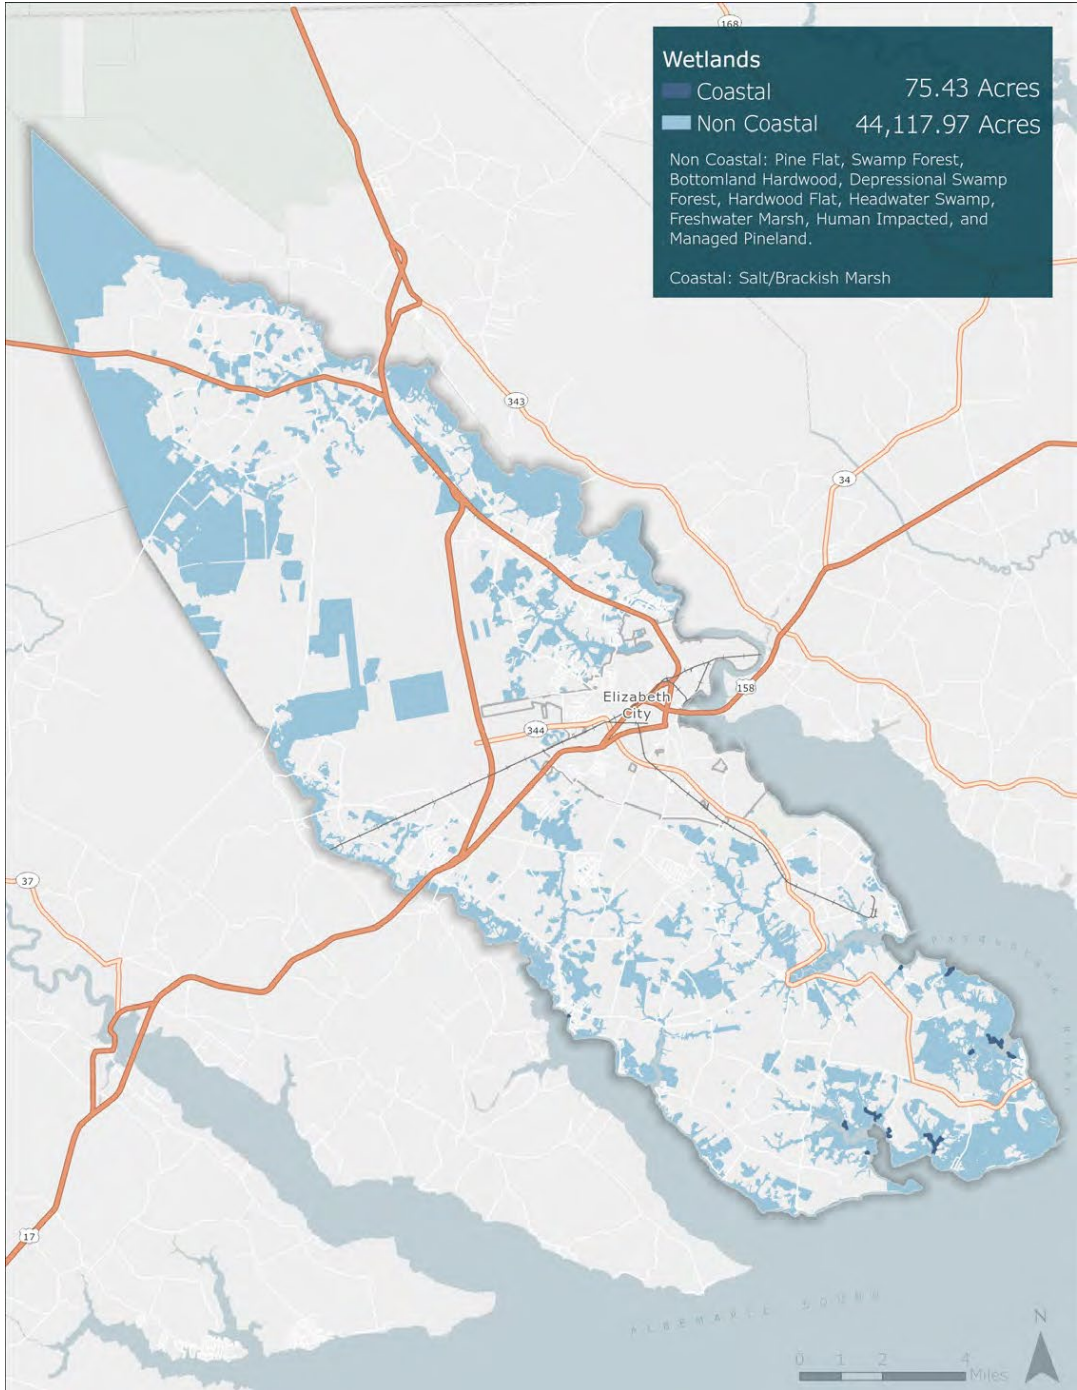 168
Wetlands
Coastal 75.43 Acres
Non Coastal 44,117.97 Acres
Non Coastal: Pine Flat, Swamp Forest,
Bottomland Hardwood, Depressional Swamp
Forest, Hardwood Flat, Headwater Swamp,
Freshwater Marsh, Human Impacted, and
Managed Pineland.
Coastal: Salt/Brackish Marsh
343
34
158
Elizabeth
City
344
37
PASQUOTANK RIVER
17
ALBEMARLE SOUND
N
0 1 2 4
Miles